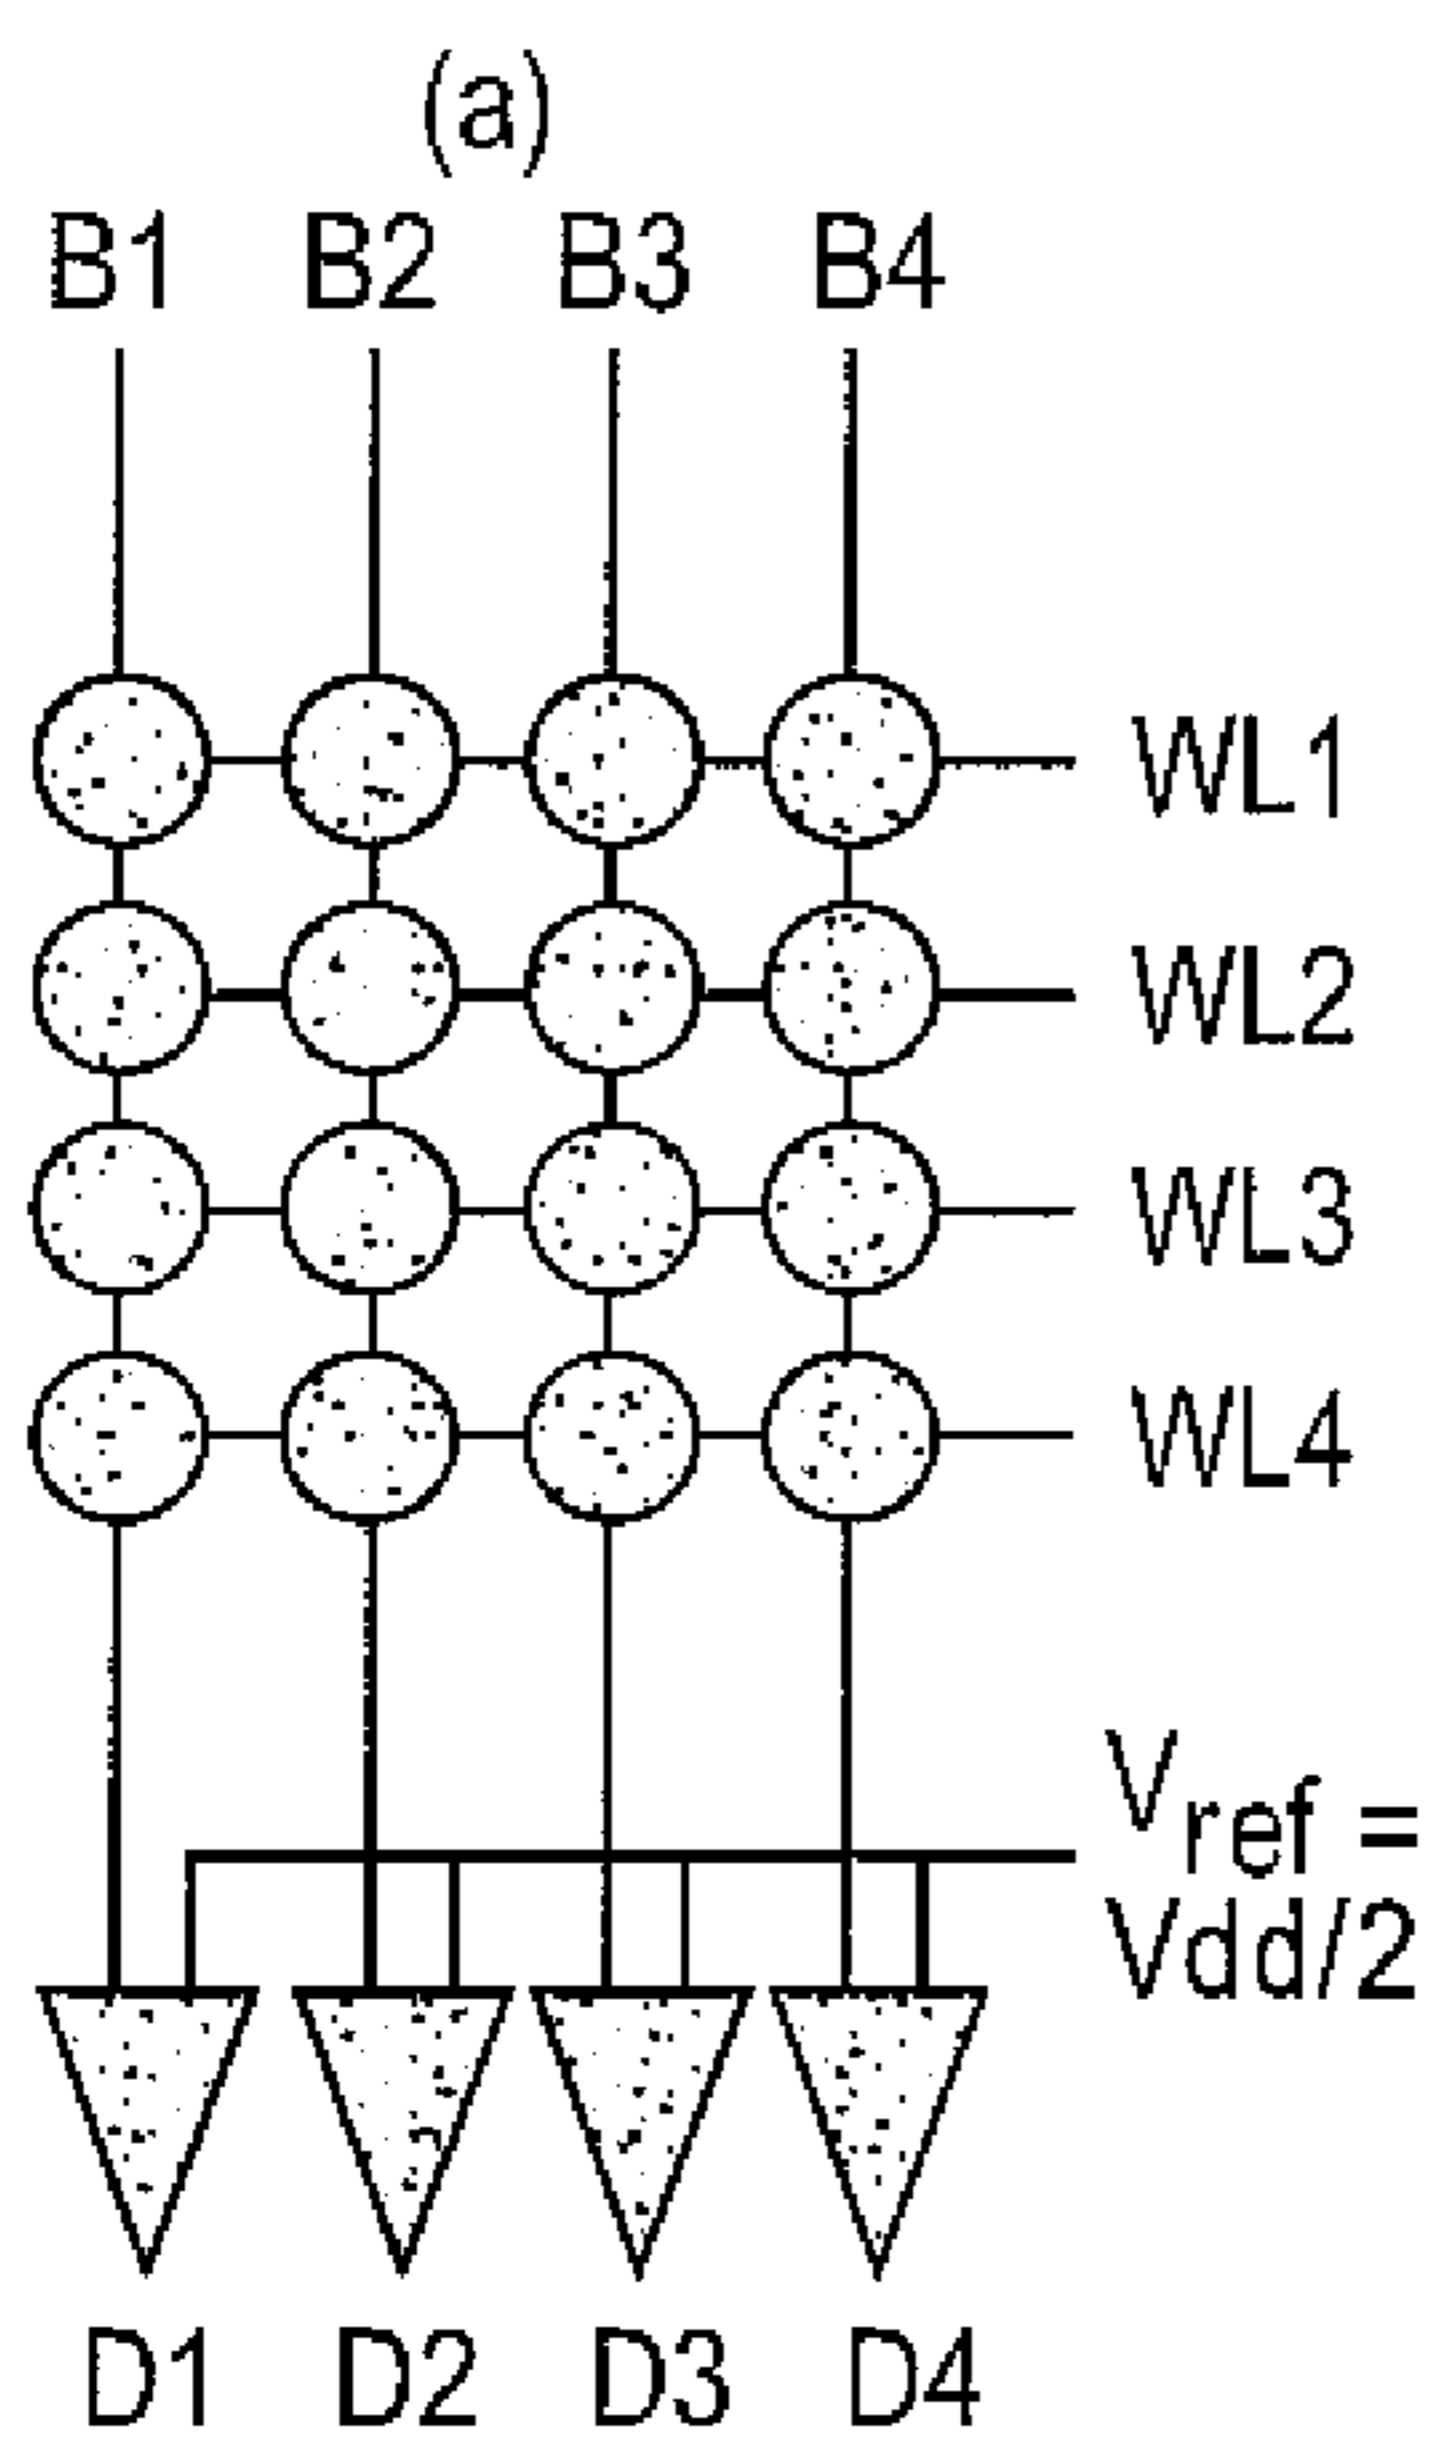 (a)
B1 B2 B3 B4
WL1
WL2
WL3
WL4
Vref =
Vdd/2
D1 D2 D3 D4